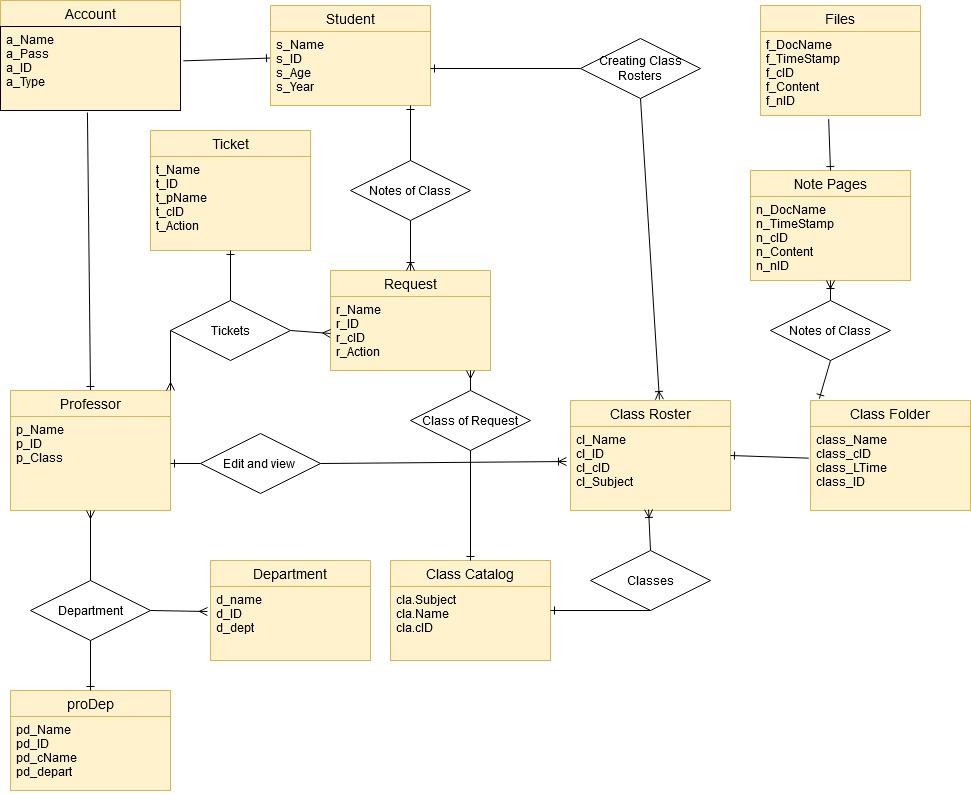 Account
a_Name
a_Pass
a_ID
a_Type
Student
s_Name
s_ID
s_Age
s_Year
Creating Class
Rosters
Files
f_DocName
f_TimeStamp
f_cID
f_Content
f_nID
Ticket
t_Name
t_ID
t_pName
t_cID
t_Action
Notes of Class
Note Pages
n_DocName
n_TimeStamp
n_cID
n_Content
n_nID
Request
r_Name
r_ID
r_cID
r_Action
Tickets
Notes of Class
Professor
p_Name
p_ID
p_Class
Class of Request
Class Roster
cl_Name
cl_ID
cl_cID
cl_Subject
Class Folder
class_Name
class_cID
class_LTime
class_ID
Edit and view
Department
Department
d_name
d_ID
d_dept
Class Catalog
cla.Subject
cla.Name
cla.cID
Classes
proDep
pd_Name
pd_ID
pd_cName
pd_depart